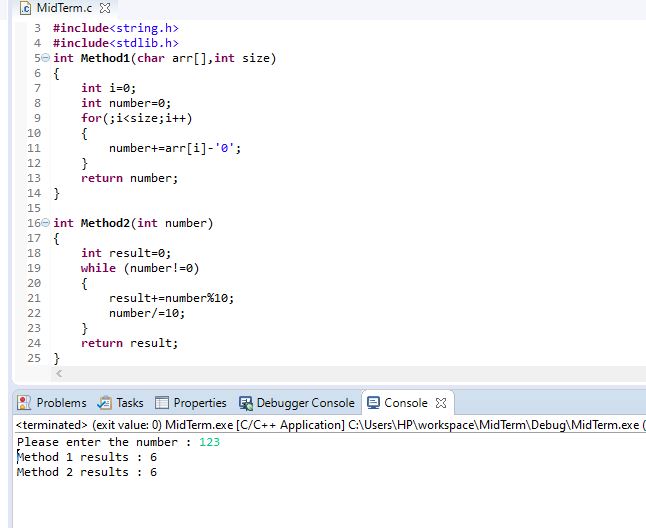 MidTerm.c
3 #include<string.h>
4 #include<stdlib.h>
5 int Method1(char arr[],int size)
6 {
7     int i=0;
8     int number=0;
9     for(;i<size;i++)
10     {
11         number+=arr[i]-'0';
12     }
13     return number;
14 }
15
16 int Method2(int number)
17 {
18     int result=0;
19     while (number!=0)
20     {
21         result+=number%10;
22         number/=10;
23     }
24     return result;
25 }
Problems Tasks Properties Debugger Console Console
<terminated> (exit value: 0) MidTerm.exe [C/C++ Application] C:\Users\HP\workspace\MidTerm\Debug\MidTerm.exe (
Please enter the number : 123
Method 1 results : 6
Method 2 results : 6